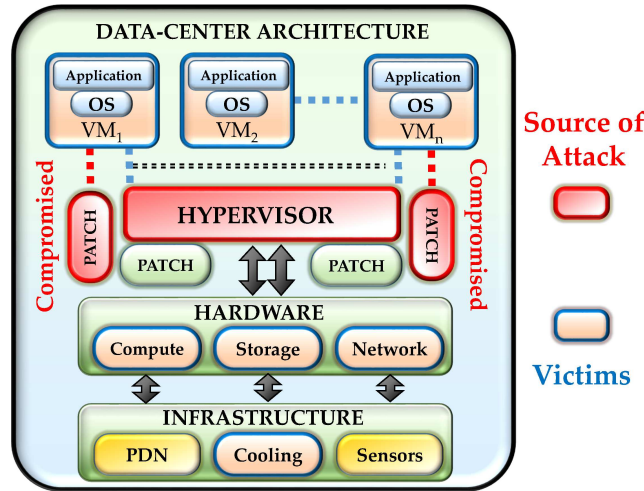 DATA-CENTER ARCHITECTURE
Application
OS
VM₁
Application
OS
VM₂
Application
OS
VMₙ
Compromised
PATCH
HYPERVISOR
PATCH
PATCH
PATCH
Compromised
HARDWARE
Compute
Storage
Network
INFRASTRUCTURE
PDN
Cooling
Sensors
Source of
Attack
Victims